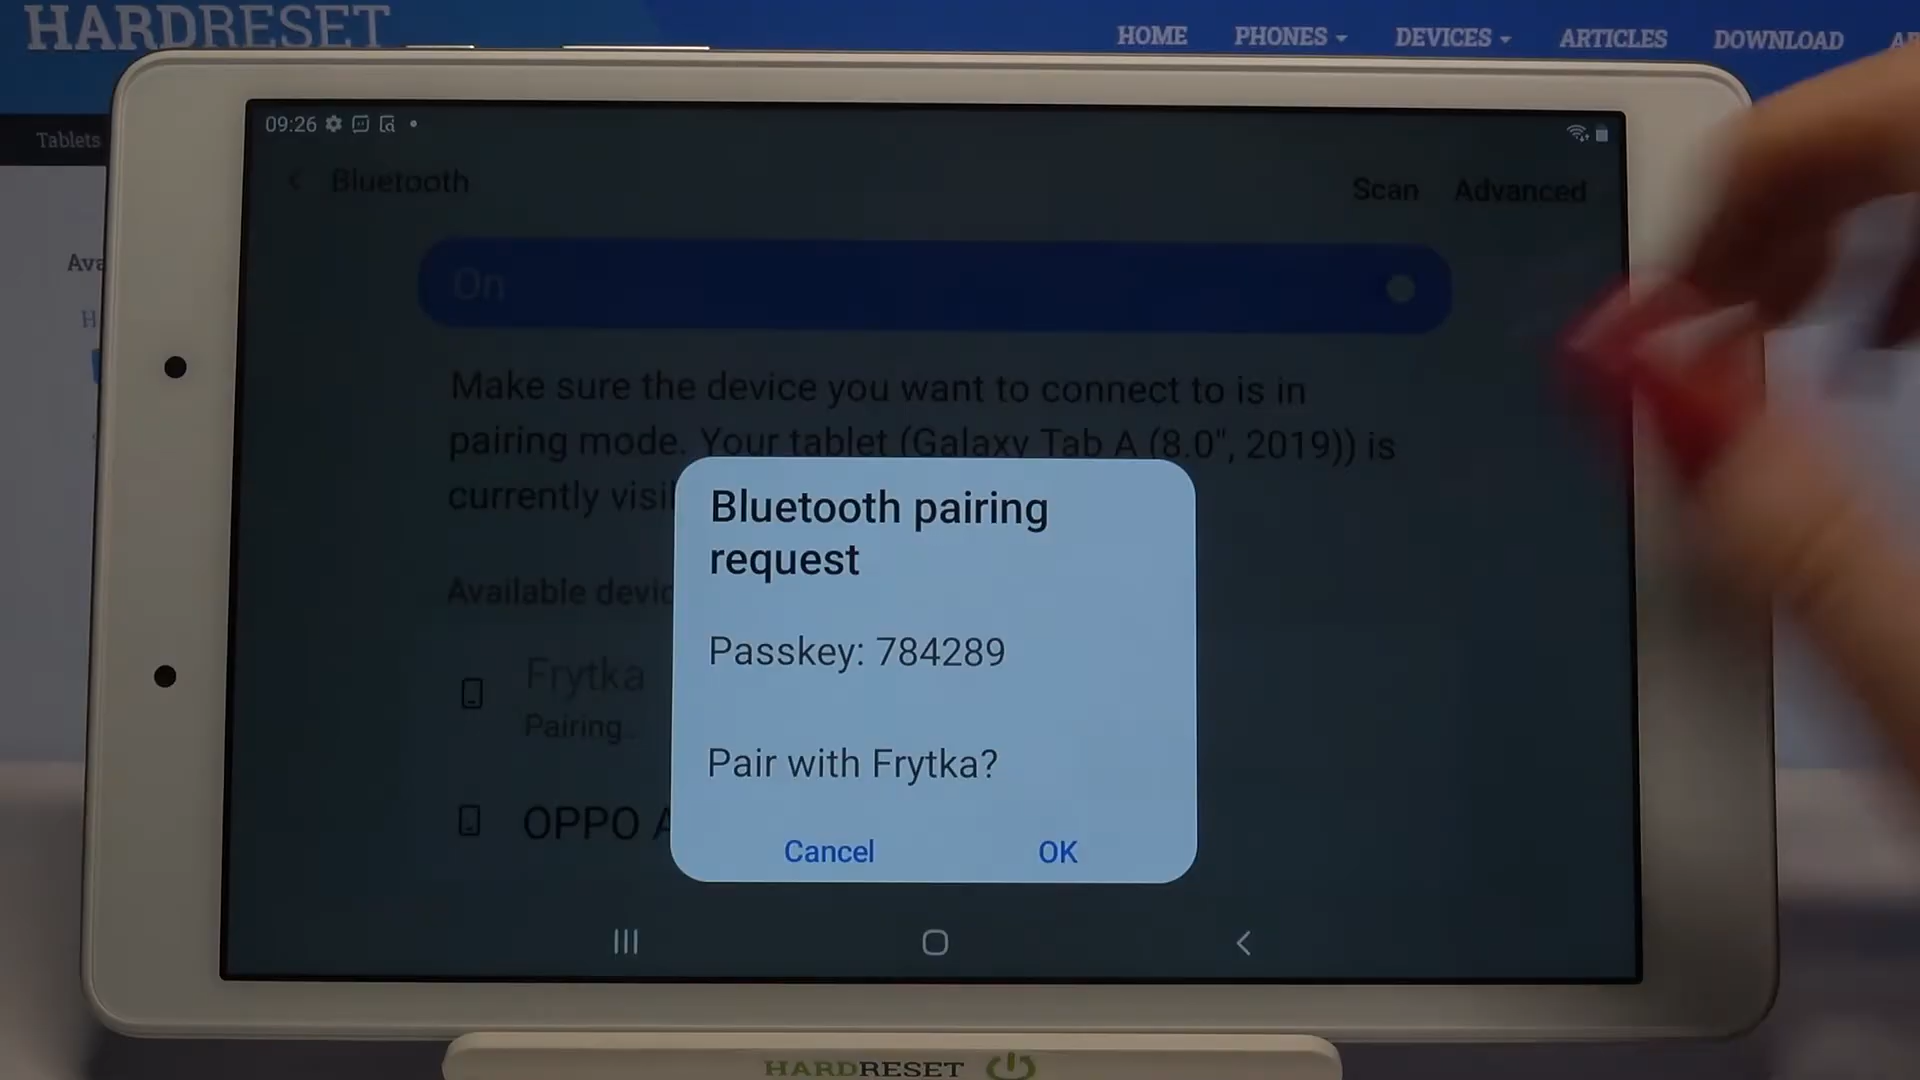 HARDRESET
HOME PHONES DEVICES ARTICLES DOWNLOAD
Tablets
09:26
Bluetooth Scan Advanced
On
Make sure the device you want to connect to is in
pairing mode. Your tablet (Galaxy Tab A (8.0", 2019)) is
currently
Available
Bluetooth pairing
request
Passkey: 784289
Pair with Frytka?
Cancel OK
Frytka
Pairing...
OPPO
HARDRESET